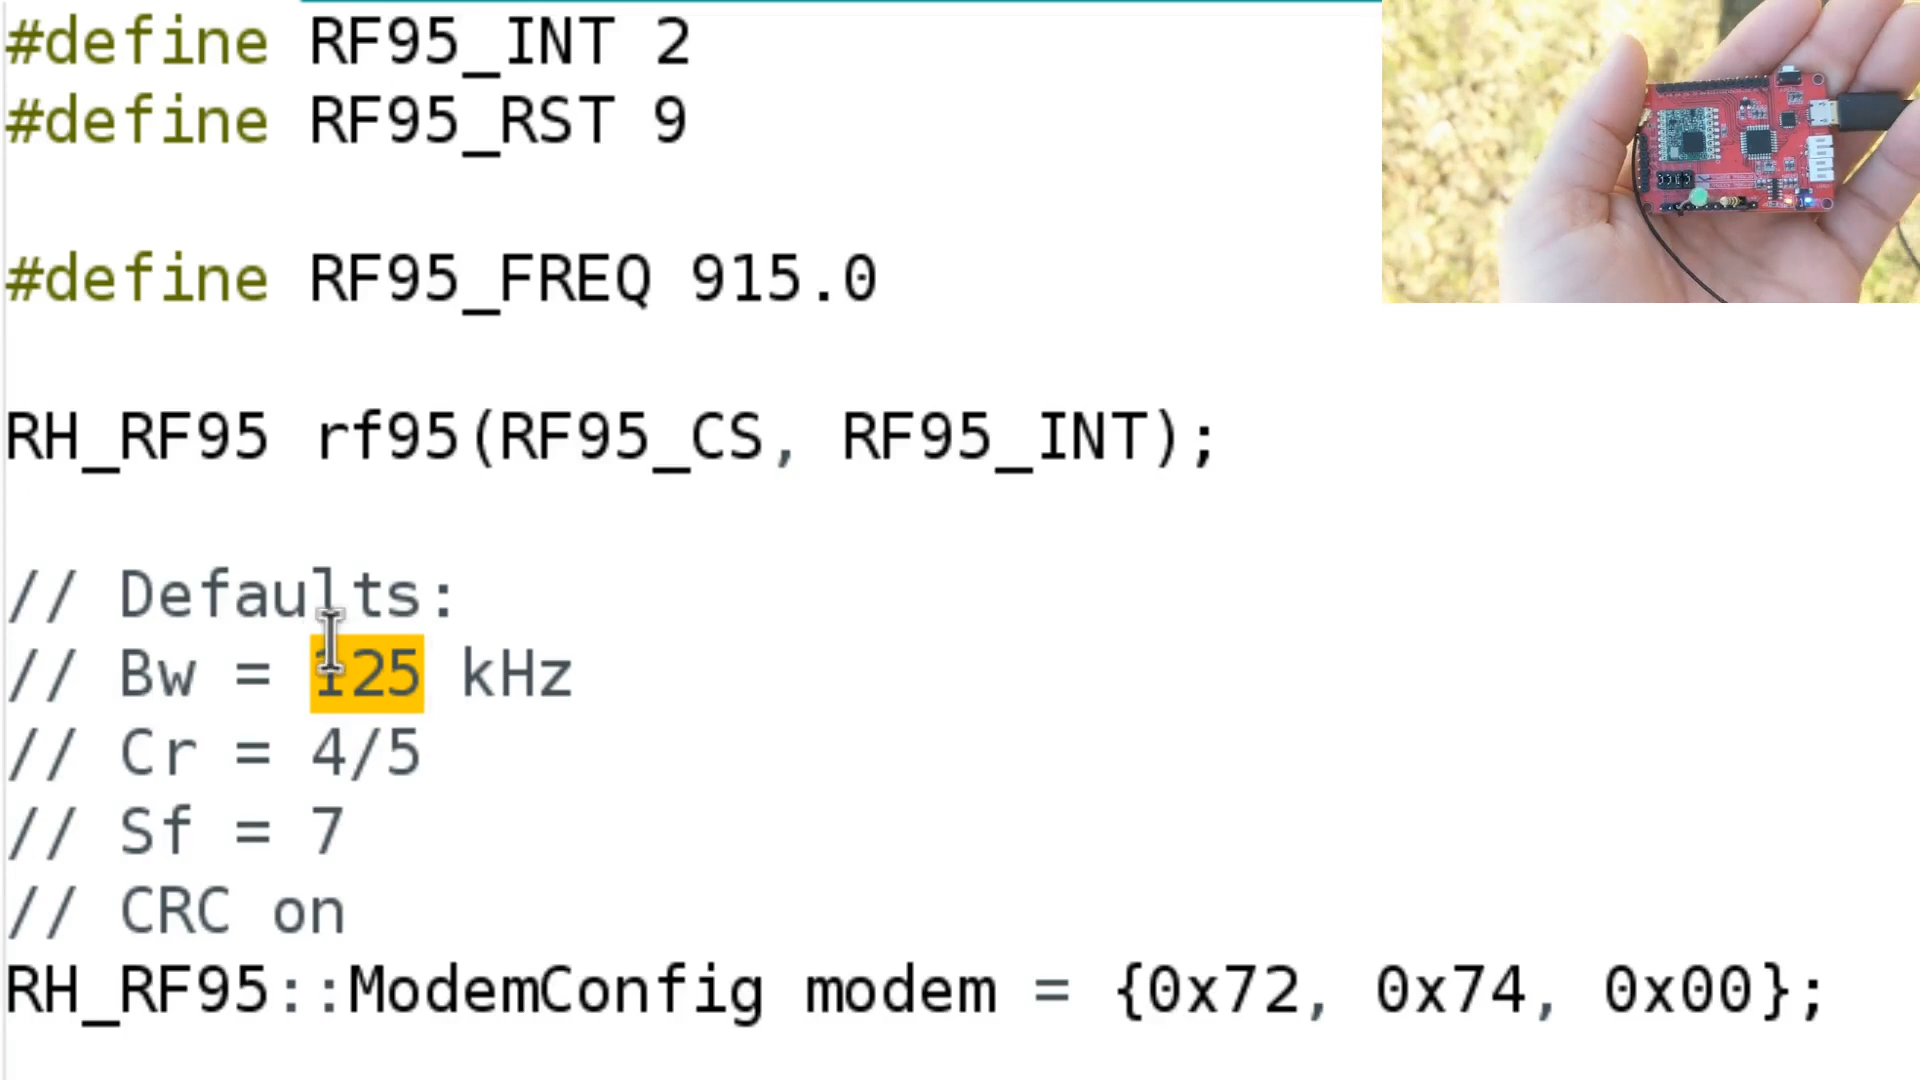 #define RF95_INT 2
#define RF95_RST 9
#define RF95_FREQ 915.0
RH_RF95 rf95(RF95_CS, RF95_INT);
// Defaults:
// Bw = 125 kHz
// Cr = 4/5
// Sf = 7
// CRC on
RH_RF95::ModemConfig modem = {0x72, 0x74, 0x00};